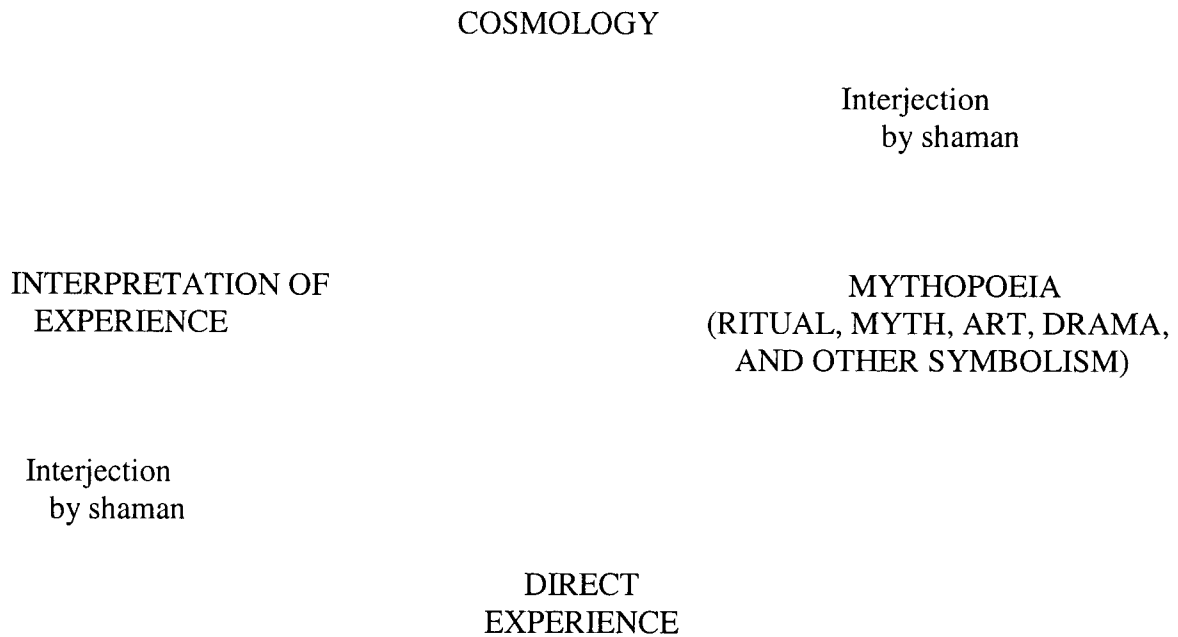 COSMOLOGY
Interjection
by shaman
INTERPRETATION OF
EXPERIENCE
MYTHOPOEIA
(RITUAL, MYTH, ART, DRAMA,
AND OTHER SYMBOLISM)
Interjection
by shaman
DIRECT
EXPERIENCE